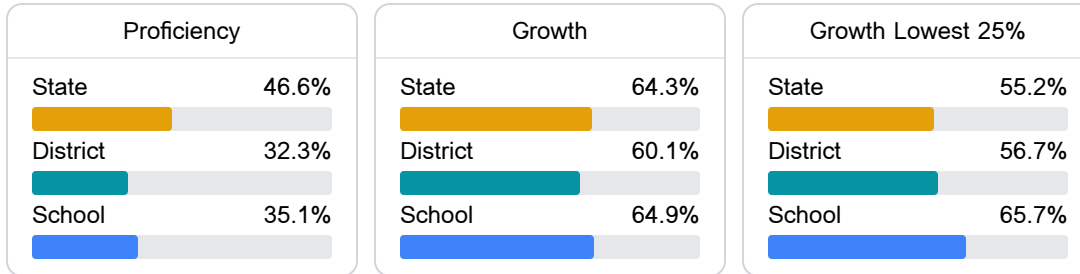 Proficiency
State 46.6%
District 32.3%
School 35.1%
Growth
State 64.3%
District 60.1%
School 64.9%
Growth Lowest 25%
State 55.2%
District 56.7%
School 65.7%